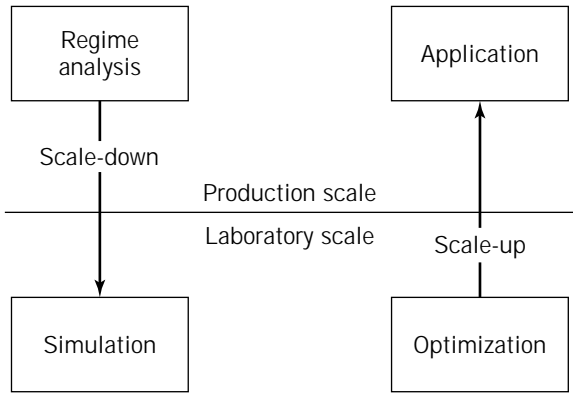 Regime
analysis
Application
Scale-down
Production scale
Laboratory scale
Scale-up
Simulation
Optimization